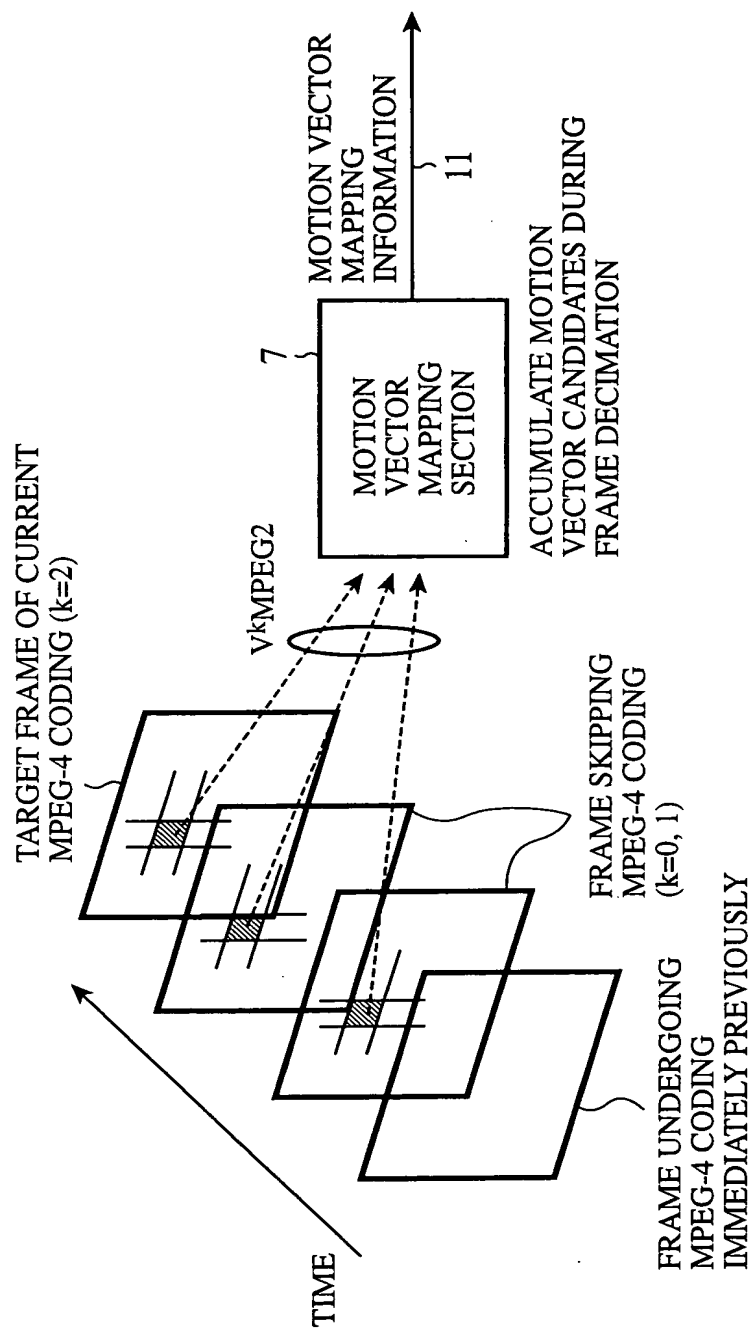 TARGET FRAME OF CURRENT
MPEG-4 CODING (k=2)
VkMPEG2
7
MOTION
VECTOR
MAPPING
SECTION
MOTION VECTOR
MAPPING
INFORMATION
11
ACCUMULATE MOTION
VECTOR CANDIDATES DURING
FRAME DECIMATION
TIME
FRAME SKIPPING
MPEG-4 CODING
(k=0, 1)
FRAME UNDERGOING
MPEG-4 CODING
IMMEDIATELY PREVIOUSLY